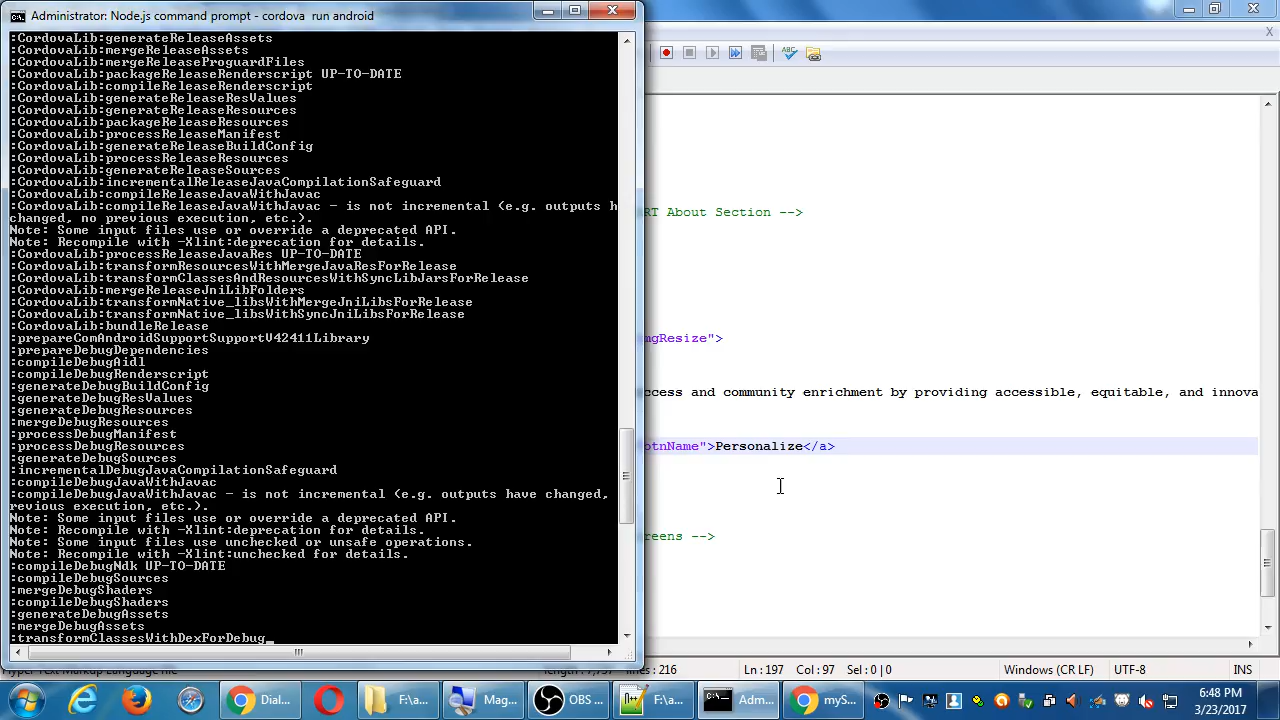 Administrator: Node.js command prompt - cordova  run android
:CordovaLib:generateReleaseAssets
:CordovaLib:mergeReleaseAssets
:CordovaLib:mergeReleaseProguardFiles
:CordovaLib:packageReleaseRenderscript UP-TO-DATE
:CordovaLib:compileReleaseRenderscript
:CordovaLib:generateReleaseResValues
:CordovaLib:generateReleaseResources
:CordovaLib:packageReleaseResources
:CordovaLib:processReleaseManifest
:CordovaLib:generateReleaseBuildConfig
:CordovaLib:processReleaseResources
:CordovaLib:generateReleaseSources
:CordovaLib:incrementalReleaseJavaCompilationSafeguard
:CordovaLib:compileReleaseJavaWithJavac
:CordovaLib:compileReleaseJavaWithJavac - is not incremental (e.g. outputs h
changed, no previous execution, etc.).
Note: Some input files use or override a deprecated API.
Note: Recompile with -Xlint:deprecation for details.
:CordovaLib:processReleaseJavaRes UP-TO-DATE
:CordovaLib:transformResourcesWithMergeJavaResForRelease
:CordovaLib:transformClassesAndResourcesWithSyncLibJarsForRelease
:CordovaLib:mergeReleaseJniLibFolders
:CordovaLib:transformNative_libsWithMergeJniLibsForRelease
:CordovaLib:transformNative_libsWithSyncJniLibsForRelease
:CordovaLib:bundleRelease
:prepareComAndroidSupportSupportV42411Library
:prepareDebugDependencies
:compileDebugAidl
:compileDebugRenderscript
:generateDebugBuildConfig
:generateDebugResValues
:generateDebugResources
:mergeDebugResources
:processDebugManifest
:processDebugResources
:generateDebugSources
:incrementalDebugJavaCompilationSafeguard
:compileDebugJavaWithJavac
:compileDebugJavaWithJavac - is not incremental (e.g. outputs have changed,
revious execution, etc.).
Note: Some input files use or override a deprecated API.
Note: Recompile with -Xlint:deprecation for details.
Note: Some input files use unchecked or unsafe operations.
Note: Recompile with -Xlint:unchecked for details.
:compileDebugNdk UP-TO-DATE
:compileDebugSources
:mergeDebugShaders
:compileDebugShaders
:generateDebugAssets
:mergeDebugAssets
:transformClassesWithDexForDebug_
ABC
RT About Section -->
mgResize">
ccess and community enrichment by providing accessible, equitable, and innova
btnName">Personalize</a>
reens -->
Ln:197 Col:97 Sel:0|0 Windows (CR LF) UTF-8 INS
Dial... F:\a... Mag... OBS ... F:\a... Adm... myS...
6:48 PM
3/23/2017